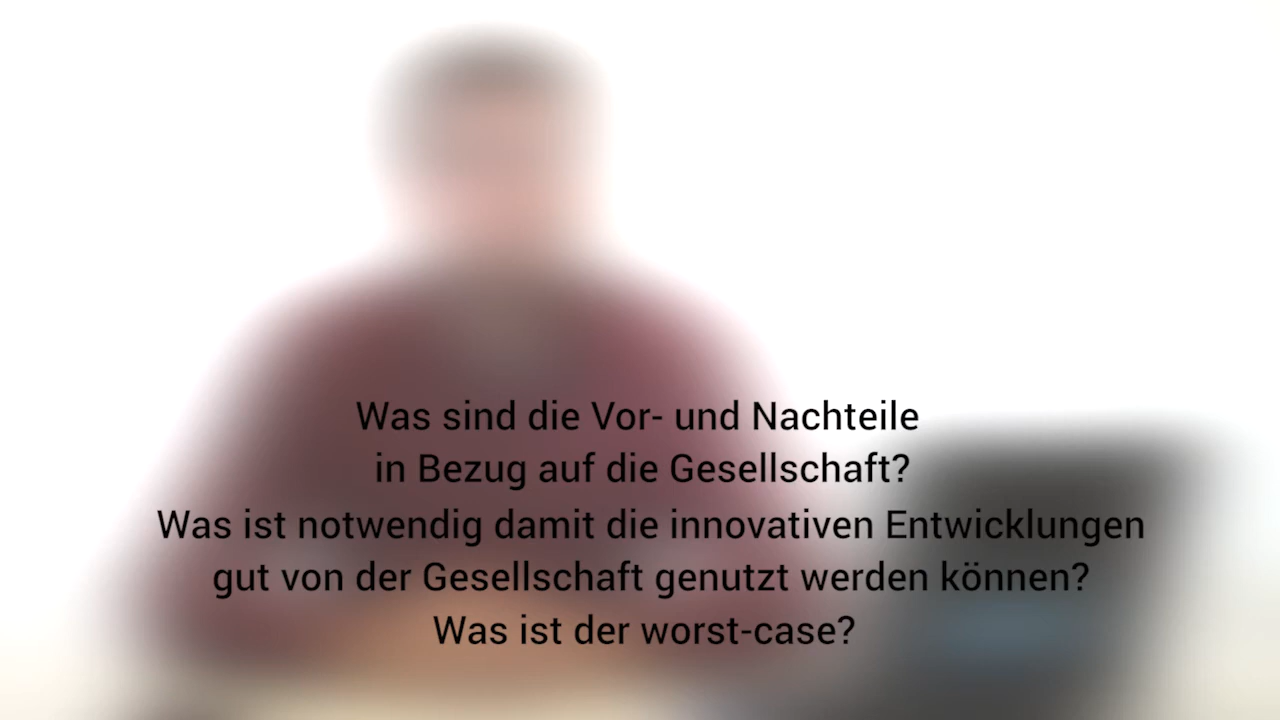 Was sind die Vor- und Nachteile
in Bezug auf die Gesellschaft?
Was ist notwendig damit die innovativen Entwicklungen
gut von der Gesellschaft genutzt werden können?
Was ist der worst-case?